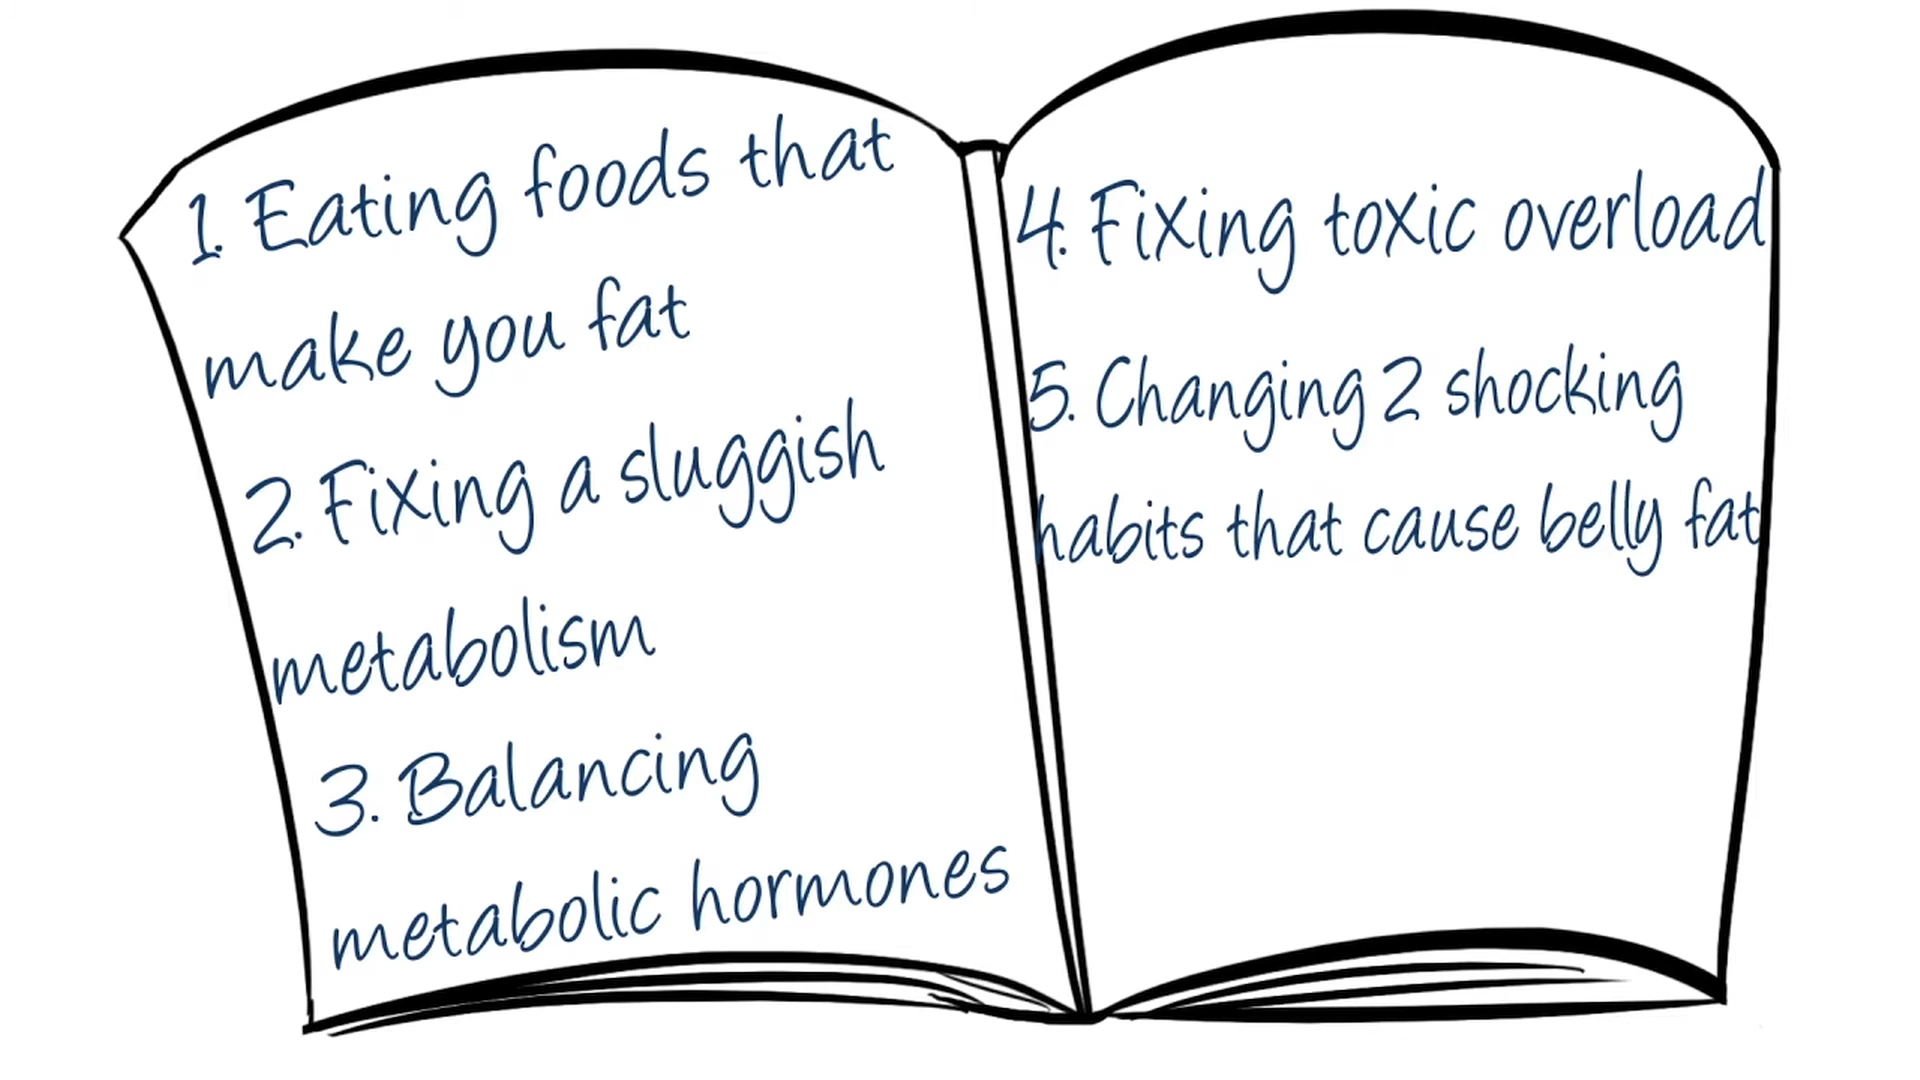 1. Eating foods that
make you fat
2. Fixing a sluggish
metabolism
3. Balancing
metabolic hormones
4. Fixing toxic overload
5. Changing 2 shocking
habits that cause belly fat